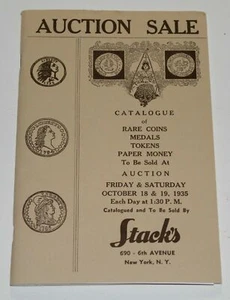 AUCTION SALE
CATALOGUE
of
RARE COINS
MEDALS
TOKENS
PAPER MONEY
To Be Sold At
AUCTION
FRIDAY & SATURDAY
OCTOBER 18 & 19, 1935
Each Day at 1:30 P. M.
Catalogued and To Be Sold By
Stack's
690 - 6th AVENUE
New York, N. Y.